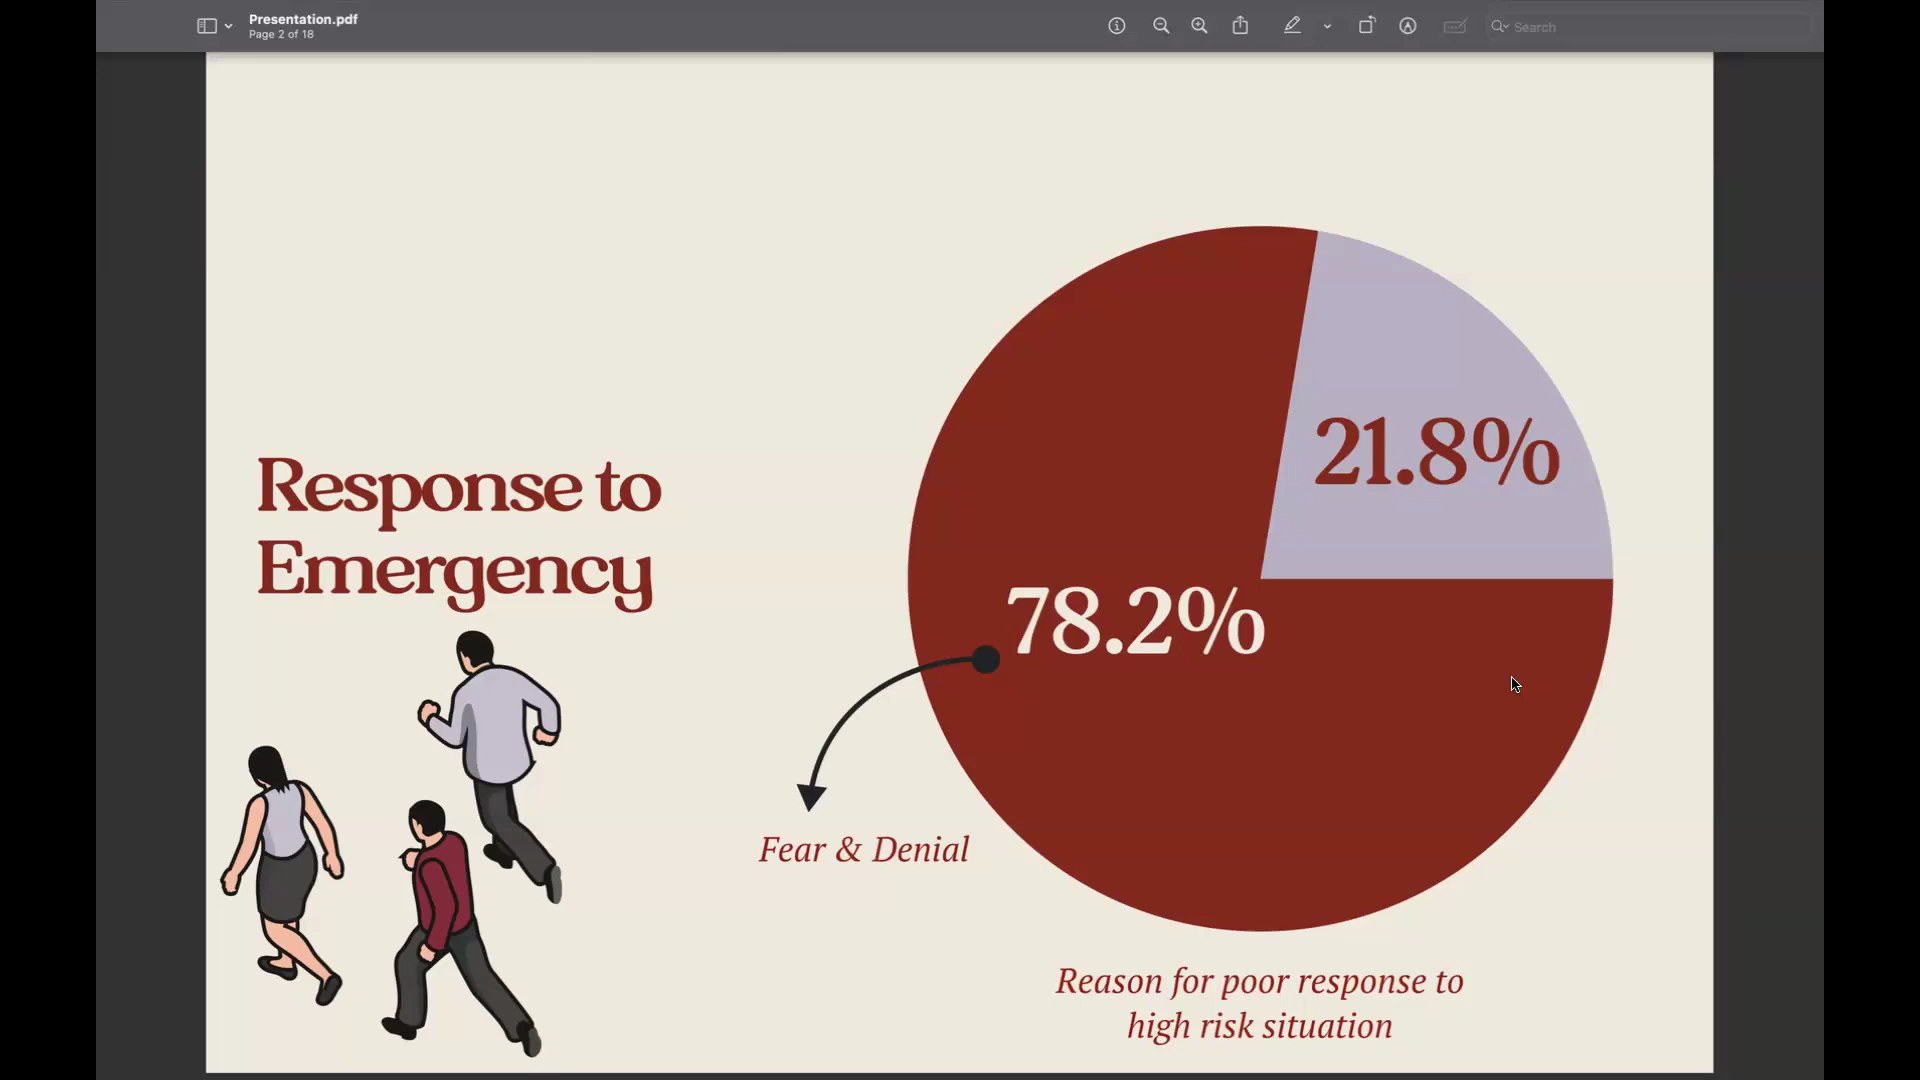 Presentation.pdf
Page 2 of 18
Search
Response to
Emergency
21.8%
78.2%
Fear & Denial
Reason for poor response to
high risk situation